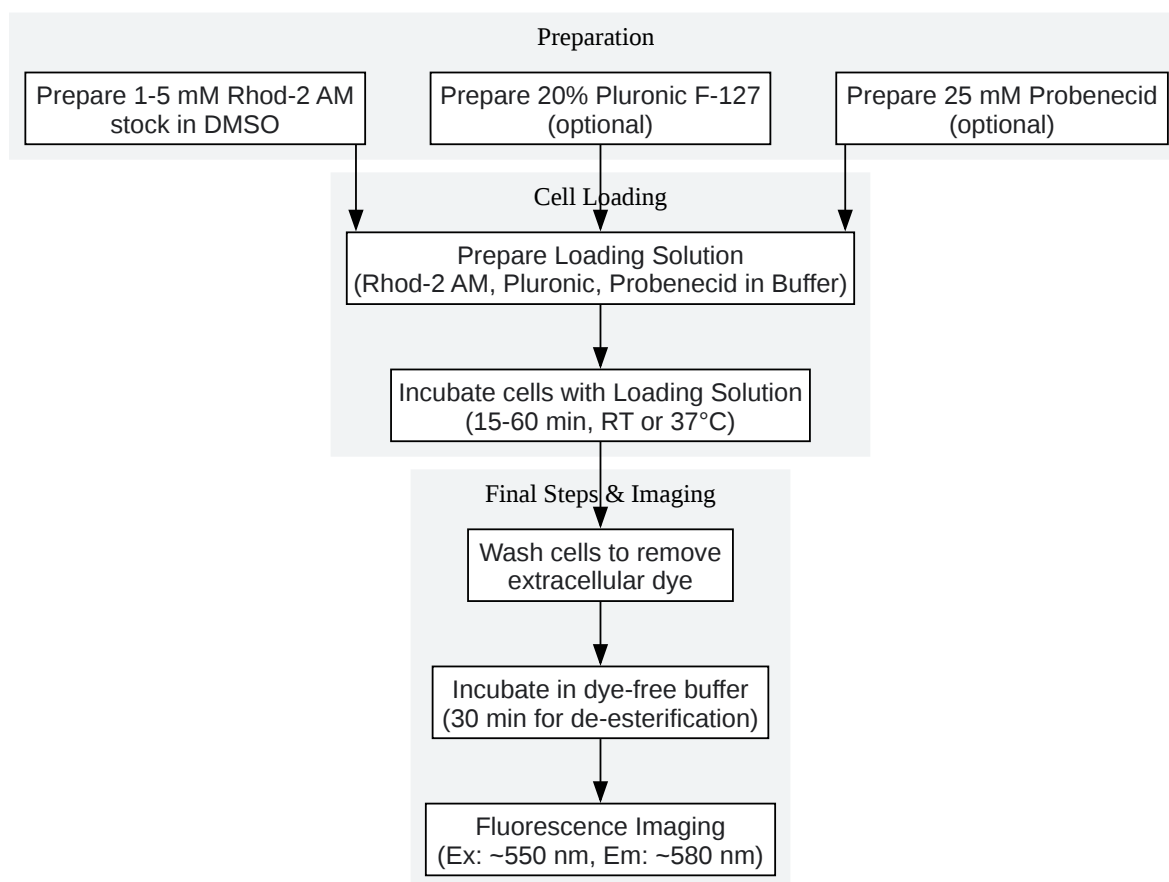 Preparation
Prepare 1-5 mM Rhod-2 AM
stock in DMSO
Prepare 20% Pluronic F-127
(optional)
Prepare 25 mM Probenecid
(optional)
Cell Loading
Prepare Loading Solution
(Rhod-2 AM, Pluronic, Probenecid in Buffer)
Incubate cells with Loading Solution
(15-60 min, RT or 37°C)
Final Steps & Imaging
Wash cells to remove
extracellular dye
Incubate in dye-free buffer
(30 min for de-esterification)
Fluorescence Imaging
(Ex: ~550 nm, Em: ~580 nm)